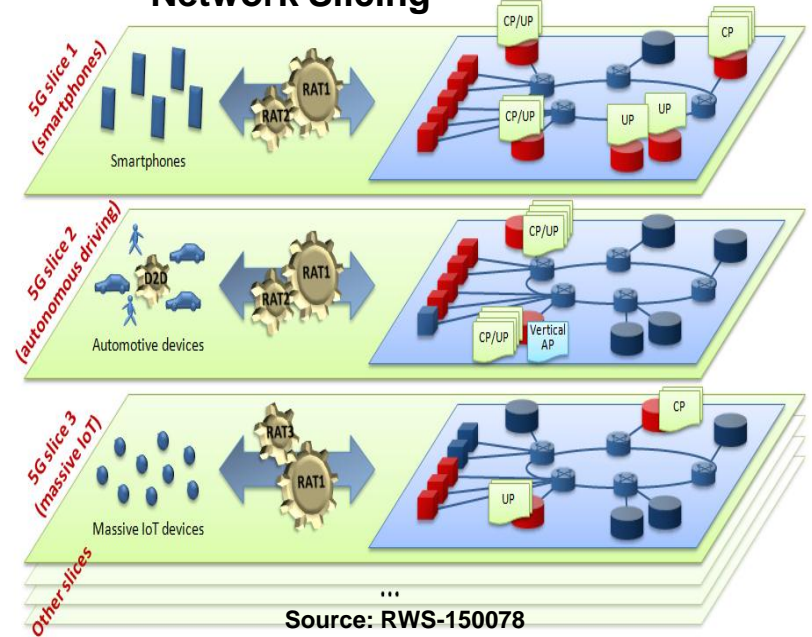 Network Slicing
5G slice 1
(smartphones)
Smartphones
RAT1
RAT2
CP/UP
CP
CP/UP
UP
UP
5G slice 2
(autonomous driving)
D2D
Automotive devices
RAT1
RAT2
CP/UP
CP/UP
Vertical
AP
5G slice 3
(massive IoT)
Massive IoT devices
RAT3
RAT1
CP
UP
Other slices
...
Source: RWS-150078